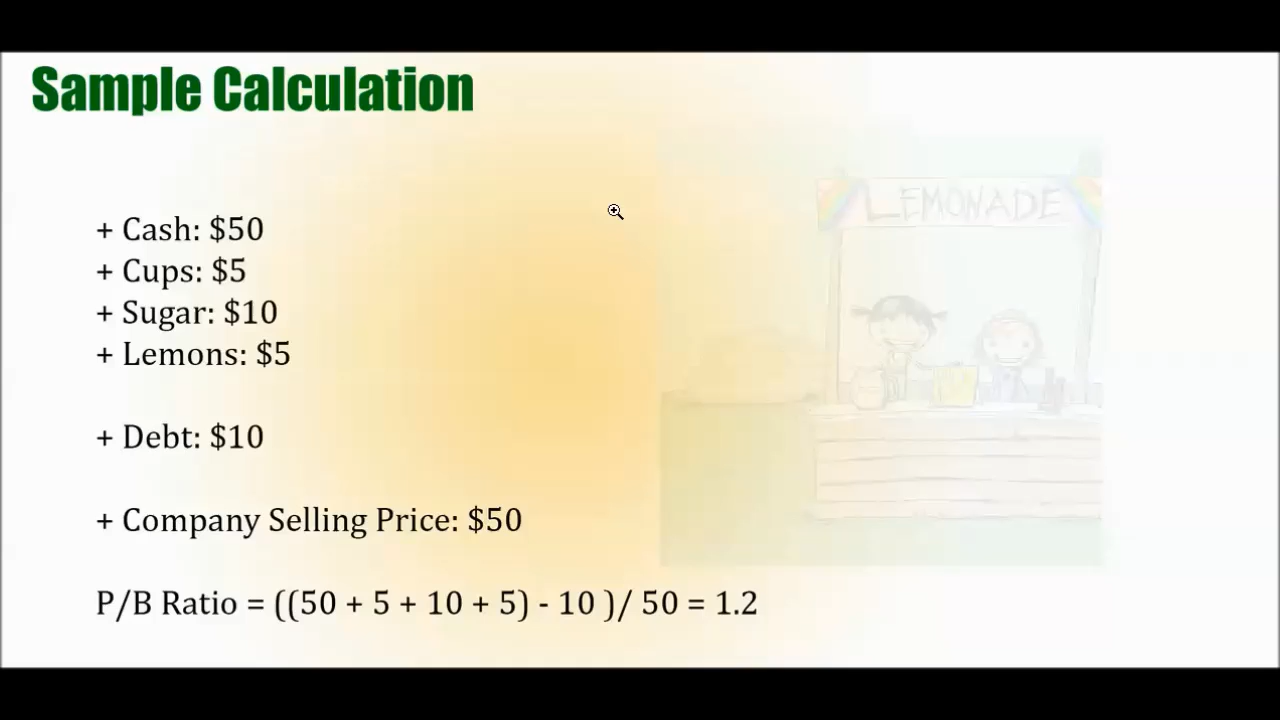 Sample Calculation
LEMONADE
+ Cash: $50
+ Cups: $5
+ Sugar: $10
+ Lemons: $5
+ Debt: $10
+ Company Selling Price: $50
P/B Ratio = ((50 + 5 + 10 + 5) - 10 )/ 50 = 1.2